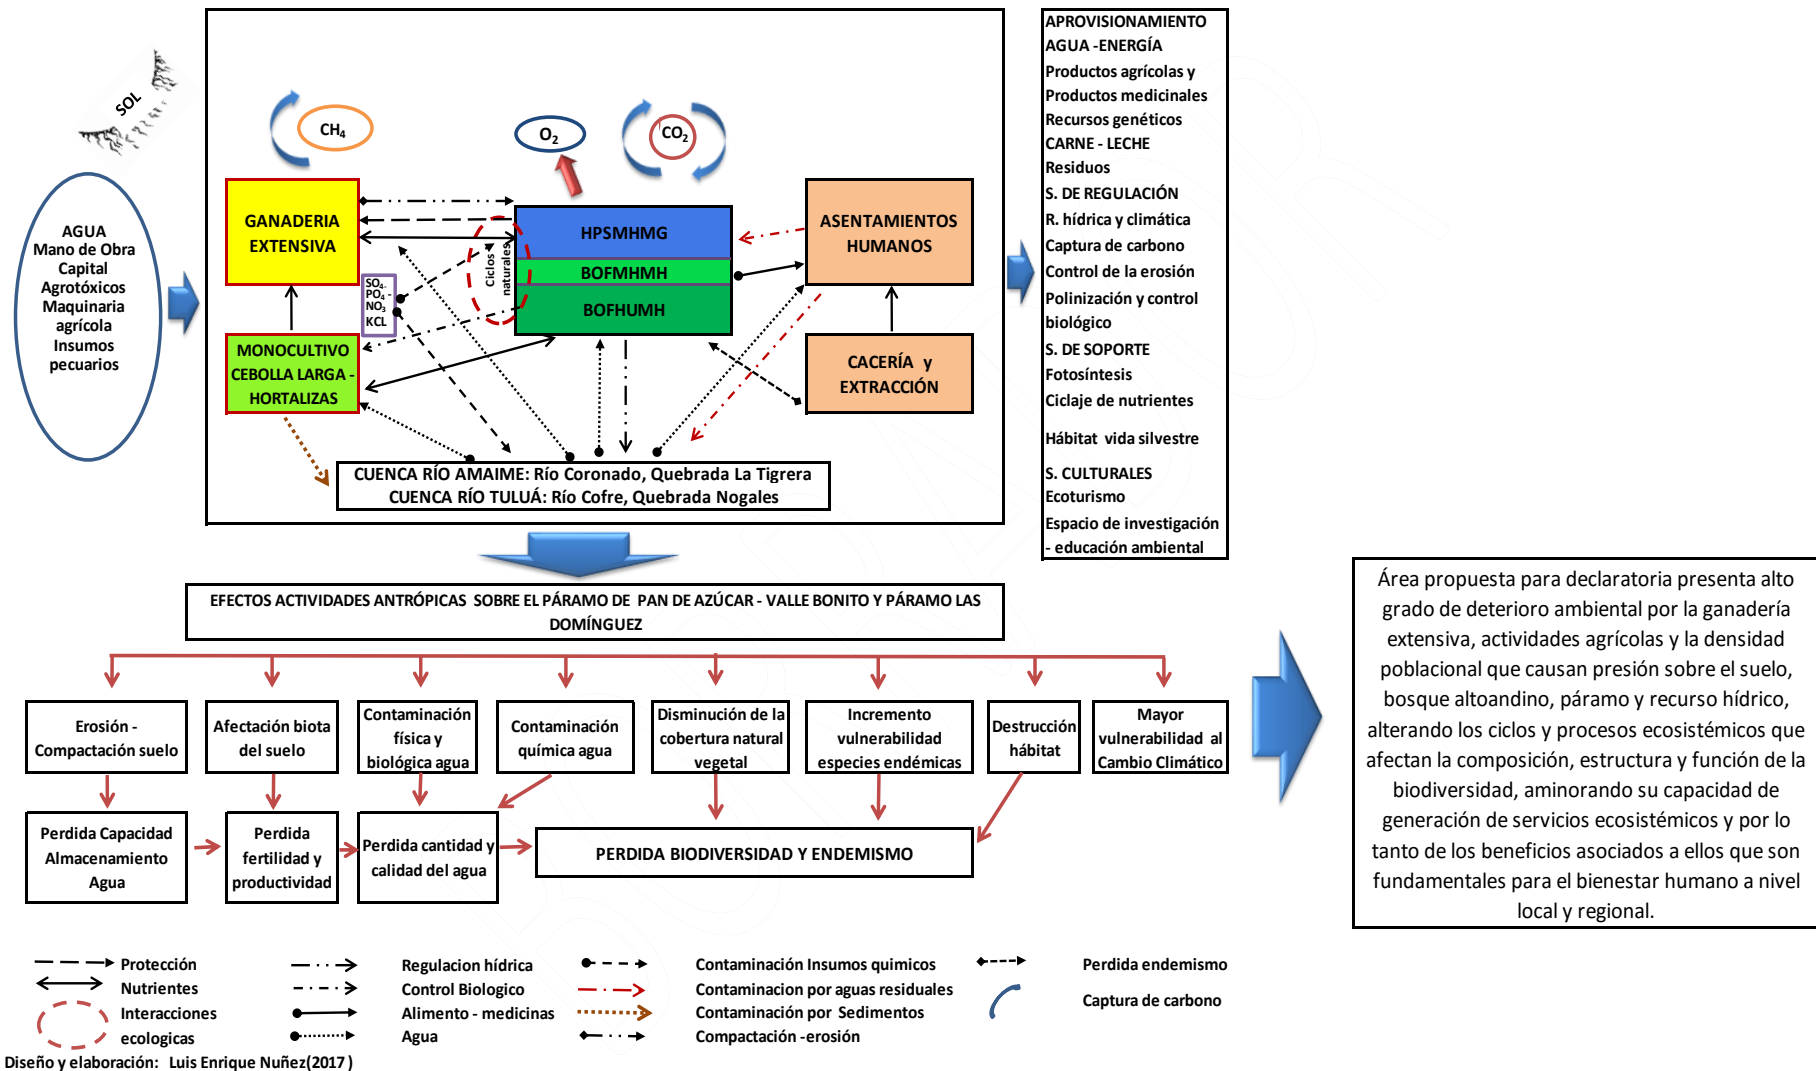 SOL
AGUA
Mano de Obra
Capital
Agrotóxicos
Maquinaria
agrícola
Insumos
pecuarios
CH₄
O₂
CO₂
GANADERIA
EXTENSIVA
SO₄-
PO₄ -
NO₃
KCL
Ciclos
naturales
HPSMHMG
BOFMHMH
BOFHUMH
ASENTAMIENTOS
HUMANOS
MONOCULTIVO
CEBOLLA LARGA -
HORTALIZAS
CACERÍA y
EXTRACCIÓN
CUENCA RÍO AMAIME: Río Coronado, Quebrada La Tigrera
CUENCA RÍO TULUÁ: Río Cofre, Quebrada Nogales
APROVISIONAMIENTO
AGUA -ENERGÍA
Productos agrícolas y
Productos medicinales
Recursos genéticos
CARNE - LECHE
Residuos
S. DE REGULACIÓN
R. hídrica y climática
Captura de carbono
Control de la erosión
Polinización y control
biológico
S. DE SOPORTE
Fotosíntesis
Ciclaje de nutrientes
Hábitat vida silvestre
S. CULTURALES
Ecoturismo
Espacio de investigación
- educación ambiental
EFECTOS ACTIVIDADES ANTRÓPICAS SOBRE EL PÁRAMO DE PAN DE AZÚCAR - VALLE BONITO Y PÁRAMO LAS
DOMÍNGUEZ
Erosión -
Compactación suelo
Afectación biota
del suelo
Contaminación
física y
biológica agua
Contaminación
química agua
Disminución de la
cobertura natural
vegetal
Incremento
vulnerabilidad
especies endémicas
Destrucción
hábitat
Mayor
vulnerabilidad al
Cambio Climático
Perdida Capacidad
Almacenamiento
Agua
Perdida
fertilidad y
productividad
Perdida cantidad y
calidad del agua
PERDIDA BIODIVERSIDAD Y ENDEMISMO
Área propuesta para declaratoria presenta alto
grado de deterioro ambiental por la ganadería
extensiva, actividades agrícolas y la densidad
poblacional que causan presión sobre el suelo,
bosque altoandino, páramo y recurso hídrico,
alterando los ciclos y procesos ecosistémicos que
afectan la composición, estructura y función de la
biodiversidad, aminorando su capacidad de
generación de servicios ecosistémicos y por lo
tanto de los beneficios asociados a ellos que son
fundamentales para el bienestar humano a nivel
local y regional.
Protección
Nutrientes
Interacciones
ecologicas
Regulacion hídrica
Control Biologico
Alimento - medicinas
Agua
Contaminación Insumos quimicos
Contaminacion por aguas residuales
Contaminación por Sedimentos
Compactación -erosión
Perdida endemismo
Captura de carbono
Diseño y elaboración: Luis Enrique Nuñez(2017 )